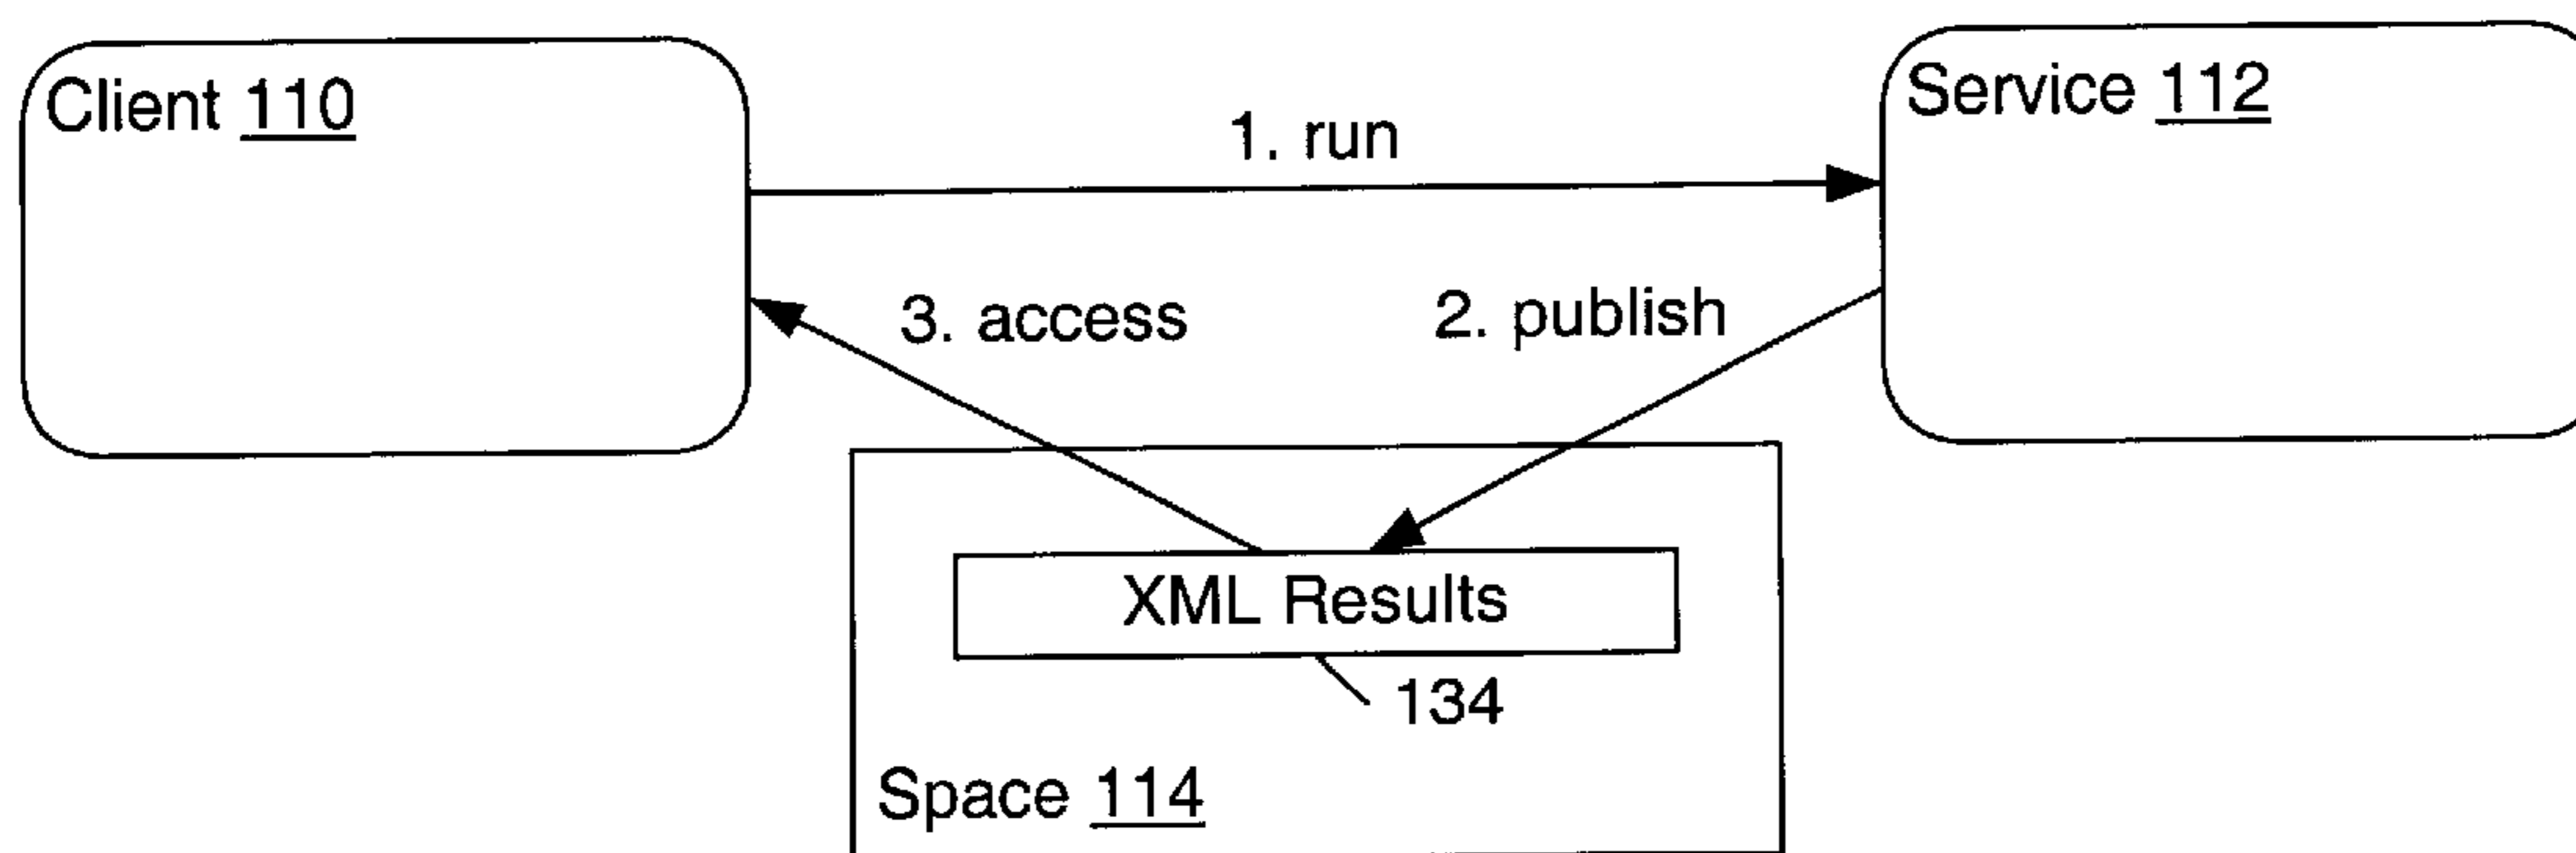 Client 110
Service 112
1. run
3. access
2. publish
XML Results
134
Space 114